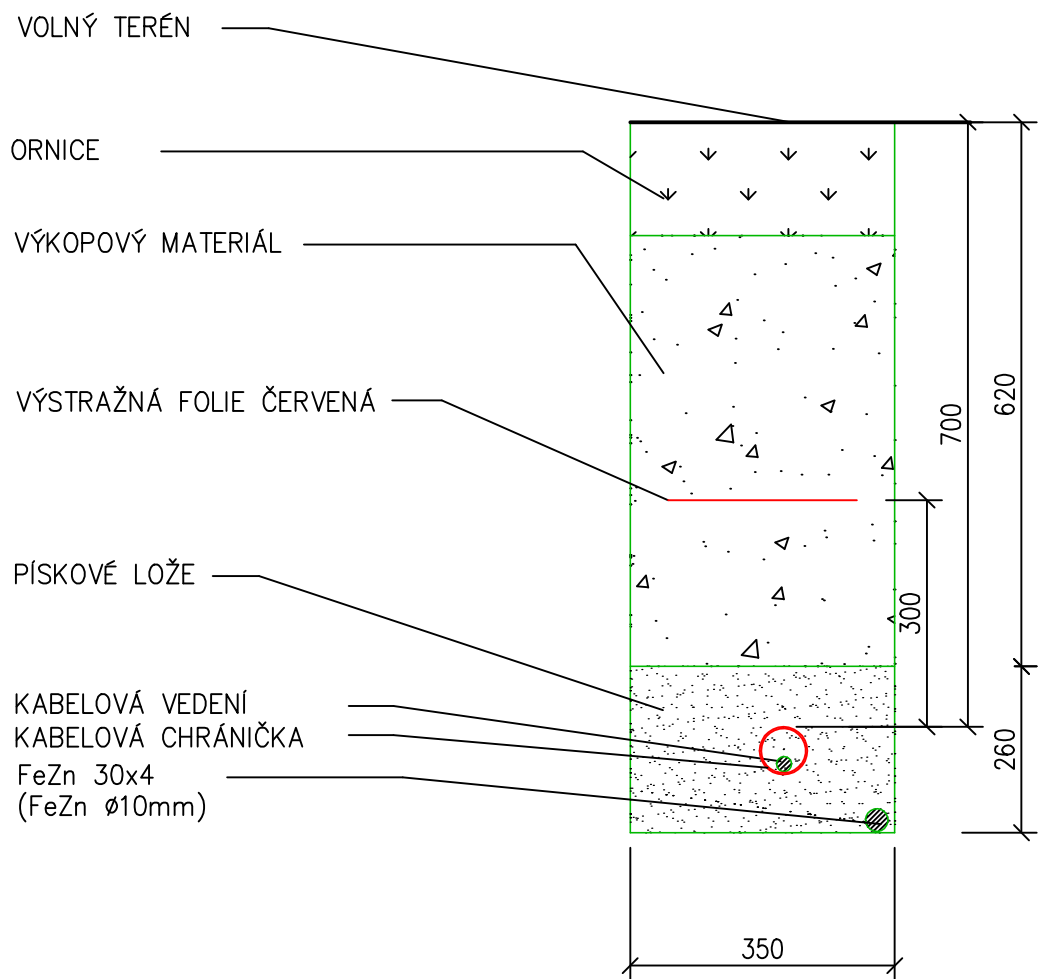 VOLNÝ TERÉN
ORNICE
VÝKOPOVÝ MATERIÁL
VÝSTRAŽNÁ FOLIE ČERVENÁ
PÍSKOVÉ LOŽE
KABELOVÁ VEDENÍ
KABELOVÁ CHRÁNIČKA
FeZn 30x4
(FeZn Ø10mm)
620
700
300
260
350